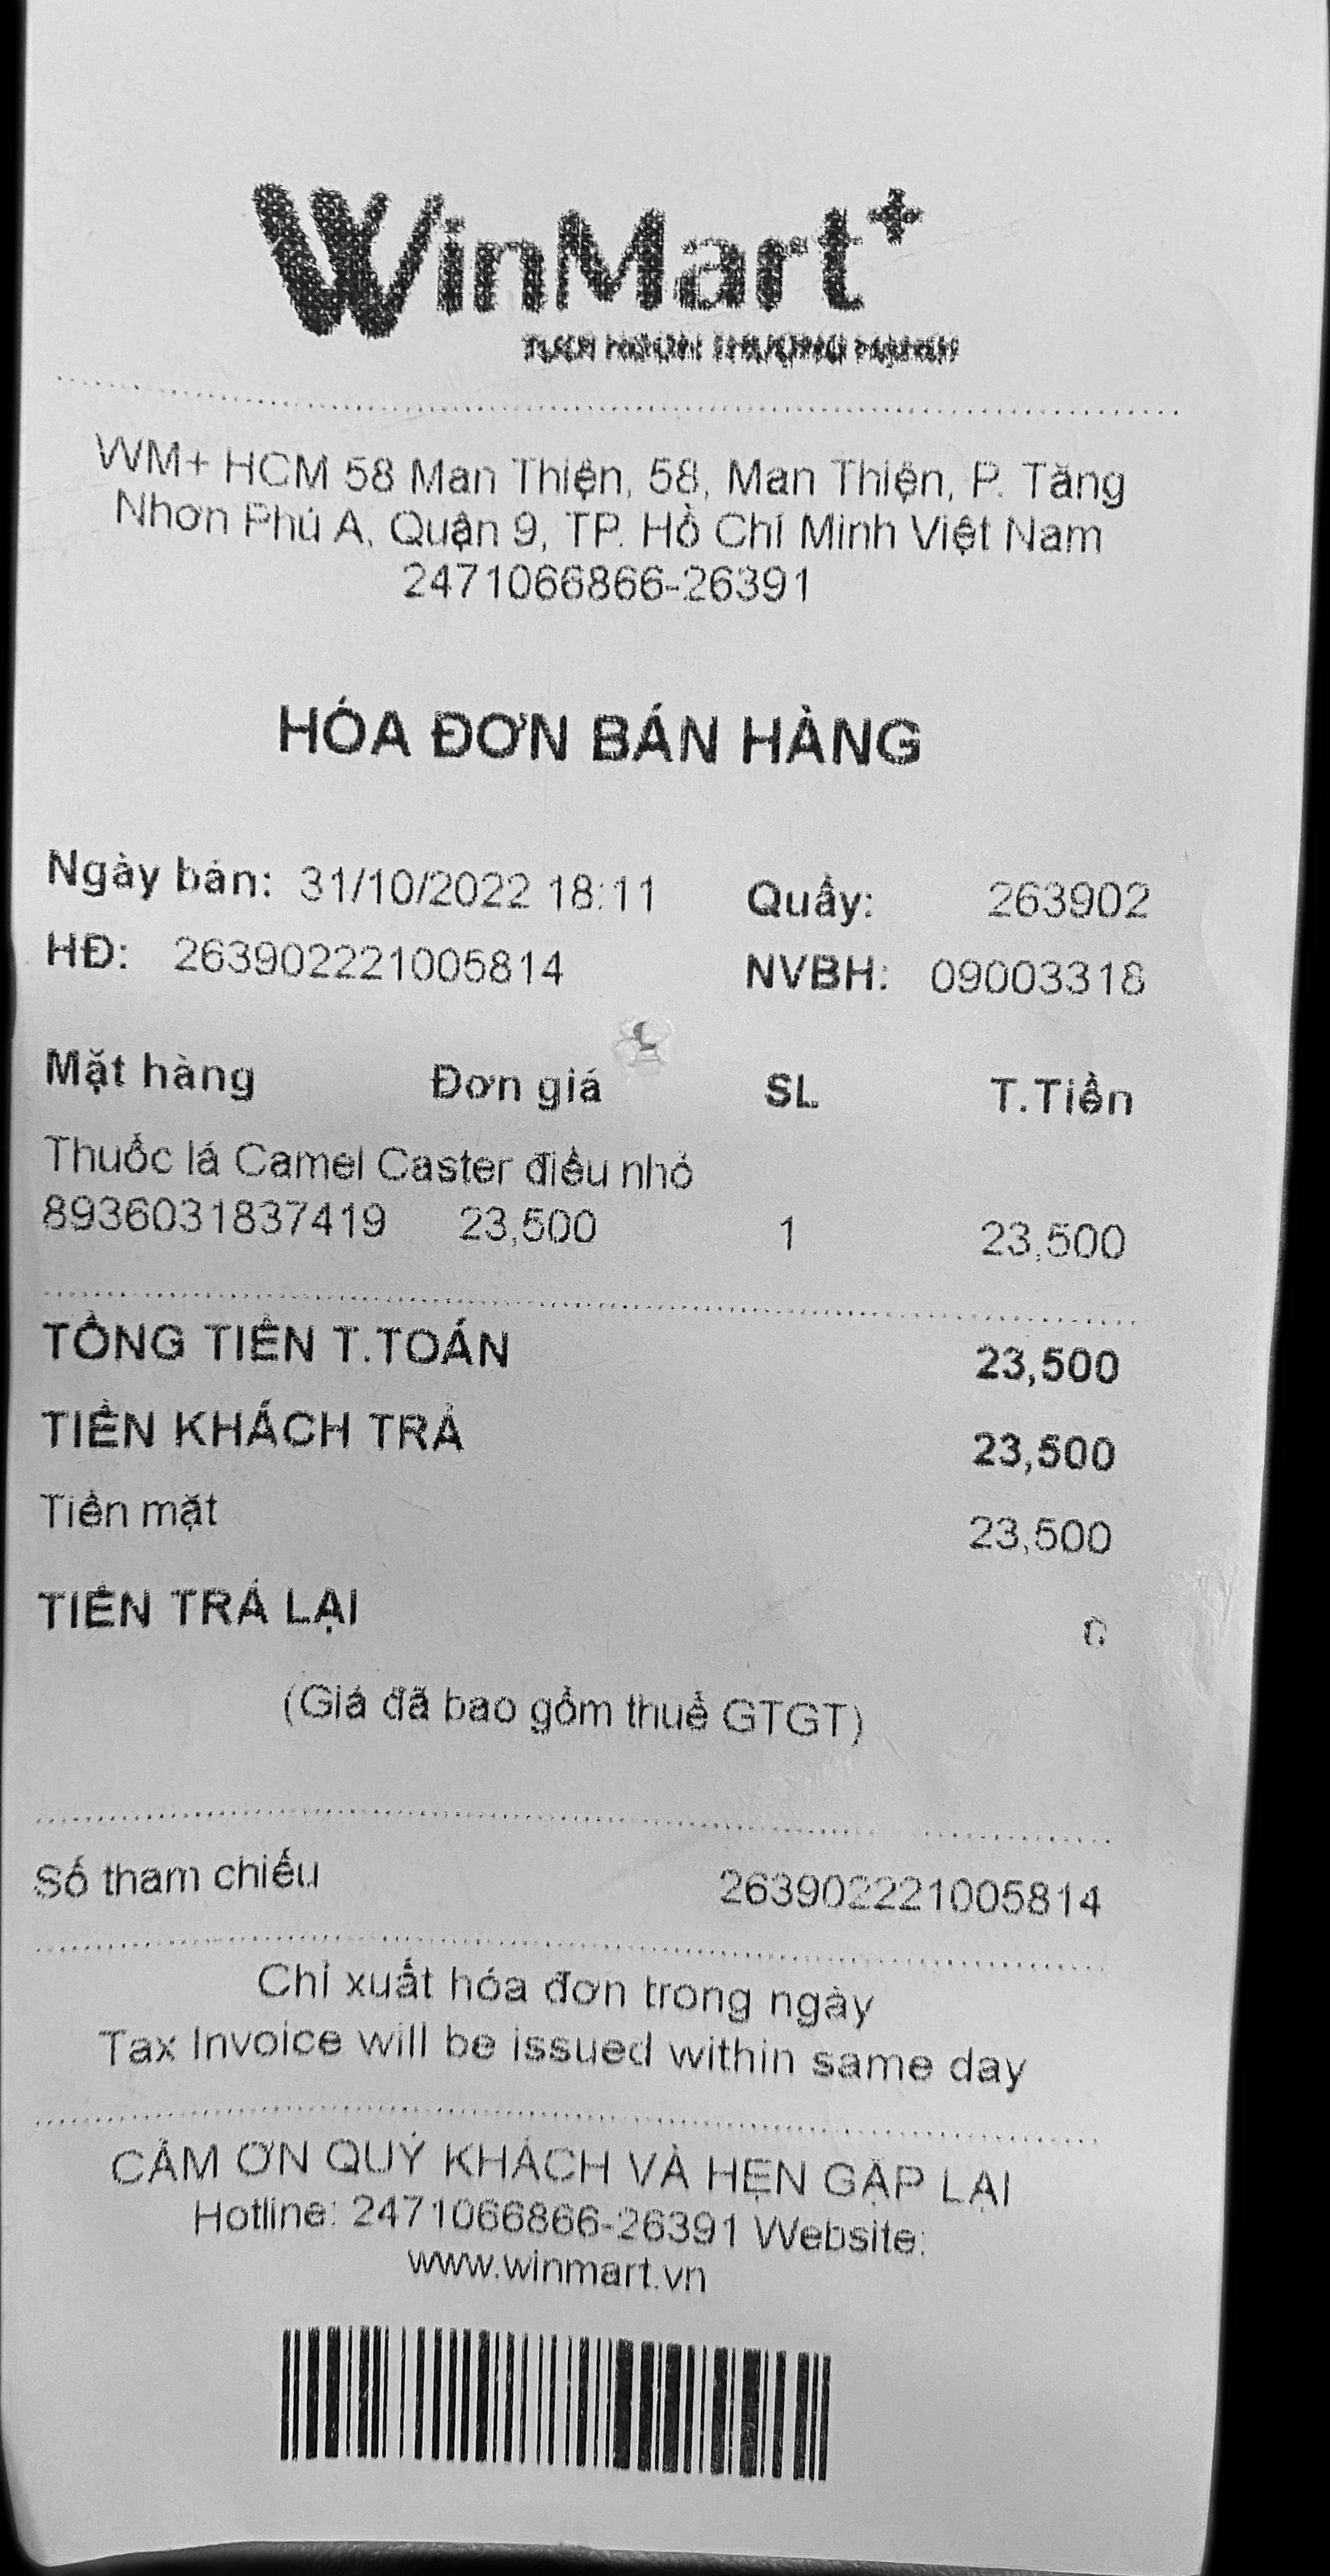 WinMart+
WM+ HCM 58 Man Thiện, 58, Man Thiện, P. Tăng
Nhơn Phú A, Quận 9, TP. Hồ Chí Minh Việt Nam
2471066866-26391
HÓA ĐƠN BÁN HÀNG
Ngày bán: 31/10/2022 18:11 Quầy: 263902
HĐ: 263902221005814 NVBH: 09003318
Mặt hàng Đơn giá SL T.Tiền
Thuốc lá Camel Caster điếu nhỏ
8936031837419 23,500 1 23,500
TỔNG TIỀN T.TOÁN 23,500
TIỀN KHÁCH TRẢ 23,500
Tiền mặt 23,500
TIỀN TRẢ LẠI 0
(Giá đã bao gồm thuế GTGT)
Số tham chiếu 263902221005814
Chỉ xuất hóa đơn trong ngày
Tax Invoice will be issued within same day
CẢM ƠN QUÝ KHÁCH VÀ HẸN GẶP LẠI
Hotline: 2471066866-26391 Website:
www.winmart.vn